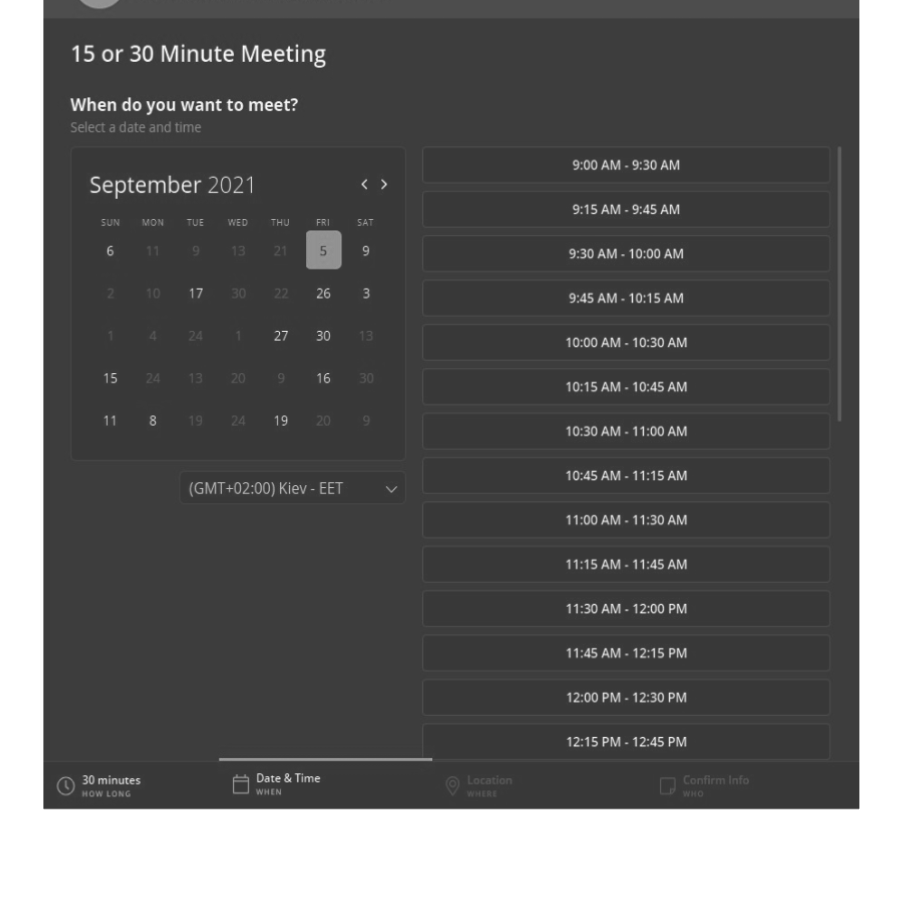 15 or 30 Minute Meeting
When do you want to meet?
Select a date and time
September 2021
SUN MON TUE WED THU FRI SAT
6 11 9 13 21 5 9
2 10 17 30 22 26 3
1 4 24 1 27 30 13
15 24 13 20 9 16 30
11 8 19 24 19 20 9
(GMT+02:00) Kiev - EET
9:00 AM - 9:30 AM
9:15 AM - 9:45 AM
9:30 AM - 10:00 AM
9:45 AM - 10:15 AM
10:00 AM - 10:30 AM
10:15 AM - 10:45 AM
10:30 AM - 11:00 AM
10:45 AM - 11:15 AM
11:00 AM - 11:30 AM
11:15 AM - 11:45 AM
11:30 AM - 12:00 PM
11:45 AM - 12:15 PM
12:00 PM - 12:30 PM
12:15 PM - 12:45 PM
30 minutes
HOW LONG
Date & Time
WHEN
Location
WHERE
Confirm Info
WHO